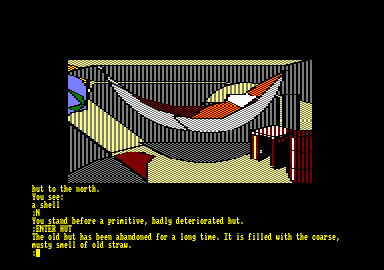 hut to the north.
You see:
a shell
:N
You stand before a primitive, badly deteriorated hut.
:ENTER HUT
The old hut has been abandoned for a long time. It is filled with the coarse,
musty smell of old straw.
: